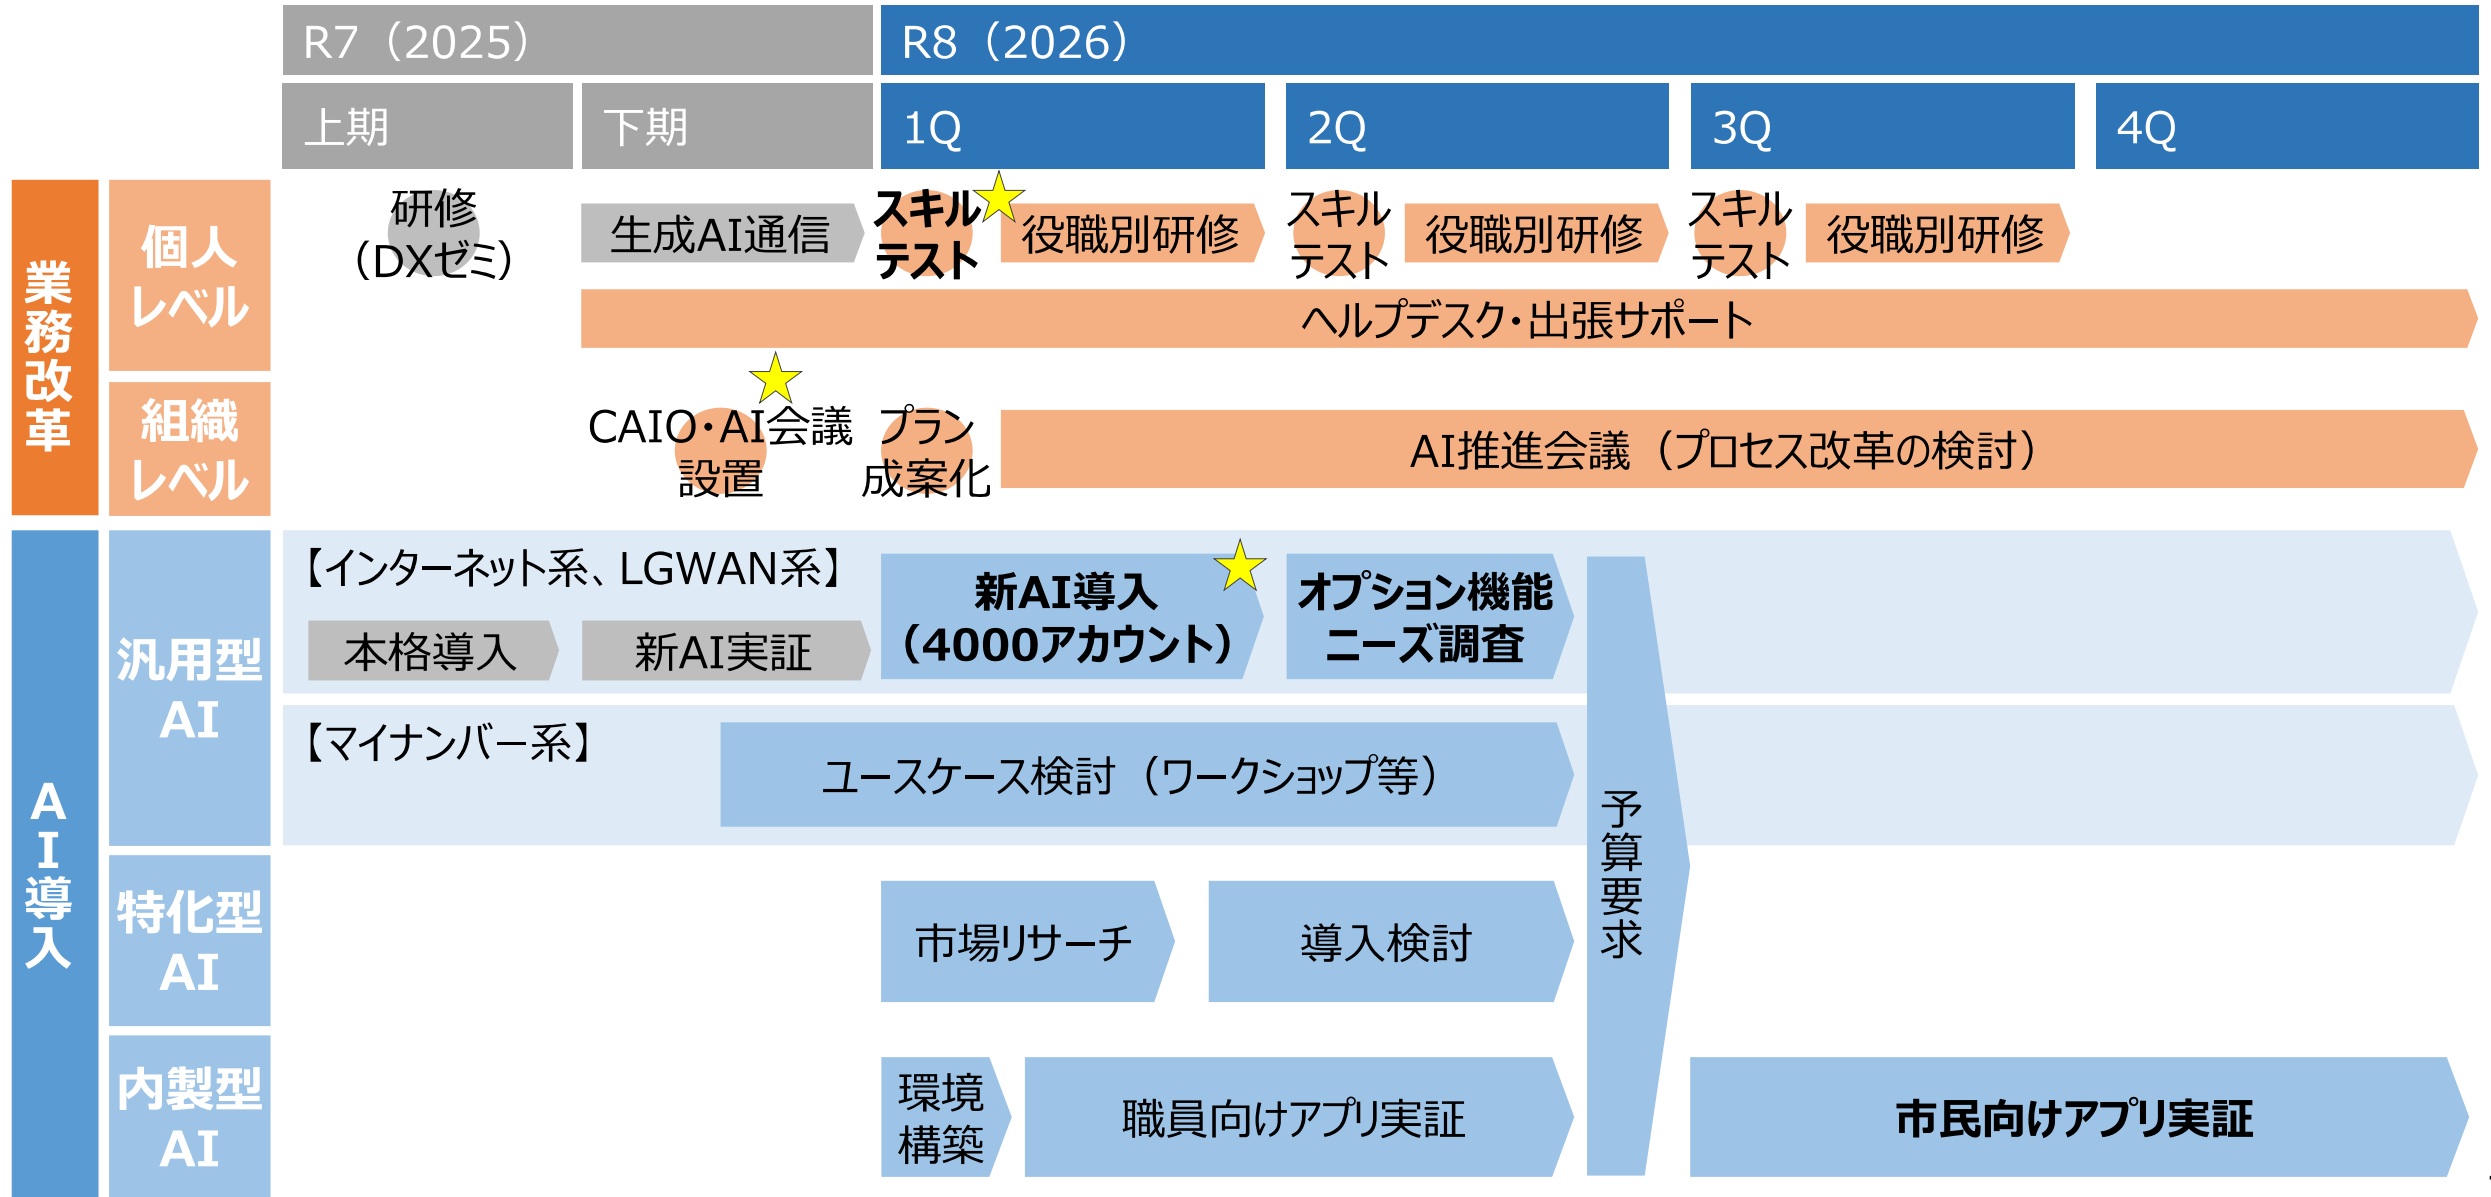 R7（2025）
R8（2026）
上期
下期
1Q
2Q
3Q
4Q
業務改革
個人
レベル
研修
（DXゼミ）
生成AI通信
スキル
テスト
役職別研修
スキル
テスト
役職別研修
スキル
テスト
役職別研修
ヘルプデスク・出張サポート
組織
レベル
CAIO・AI会議
設置
プラン
成案化
AI推進会議（プロセス改革の検討）
AI導入
汎用型
AI
【インターネット系、LGWAN系】
本格導入
新AI実証
新AI導入
（4000アカウント）
オプション機能
ニーズ調査
【マイナンバー系】
ユースケース検討（ワークショップ等）
予算要求
特化型
AI
市場リサーチ
導入検討
内製型
AI
環境
構築
職員向けアプリ実証
市民向けアプリ実証